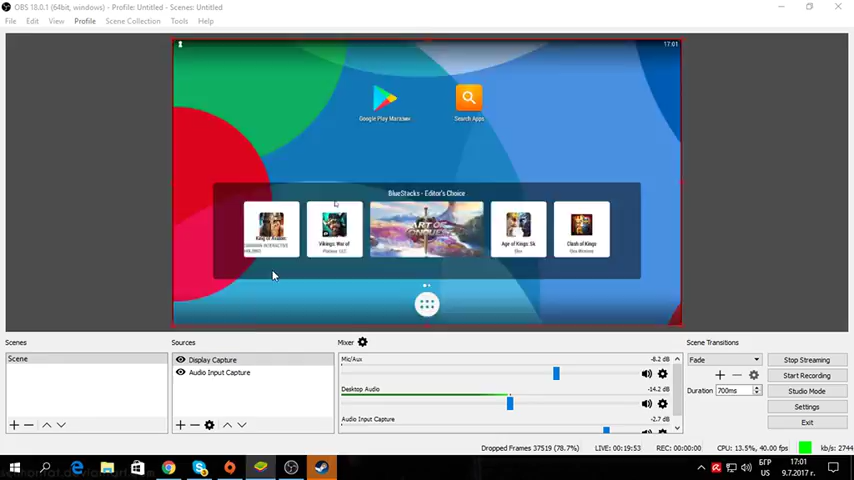 OBS 18.0.1 (64bit, windows) - Profile: Untitled - Scenes: Untitled
File Edit View Profile Scene Collection Tools Help
17:01
Google Play Магазин
Search Apps
BlueStacks - Editor's Choice
Vikings: War of
ART OF CONQUEST
Age of Kings: Sk
Clash of Kings
Scenes
Sources
Mixer
Scene Transitions
Scene
Display Capture
Audio Input Capture
Mic/Aux
-8.2 dB
Desktop Audio
-14.2 dB
Audio Input Capture
-2.7 dB
Fade
Duration 700ms
Stop Streaming
Start Recording
Studio Mode
Settings
Exit
Dropped Frames 37519 (78.7%)
LIVE: 00:19:53
REC: 00:00:00
CPU: 13.5%, 40.00 fps
kb/s: 2744
БГР
US
17:01
9.7.2017 г.